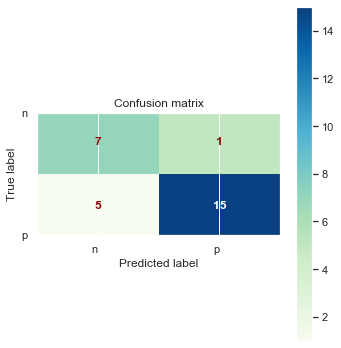 Confusion matrix
True label
n
7 1
5 15
p
n p
Predicted label
14
12
10
8
6
4
2